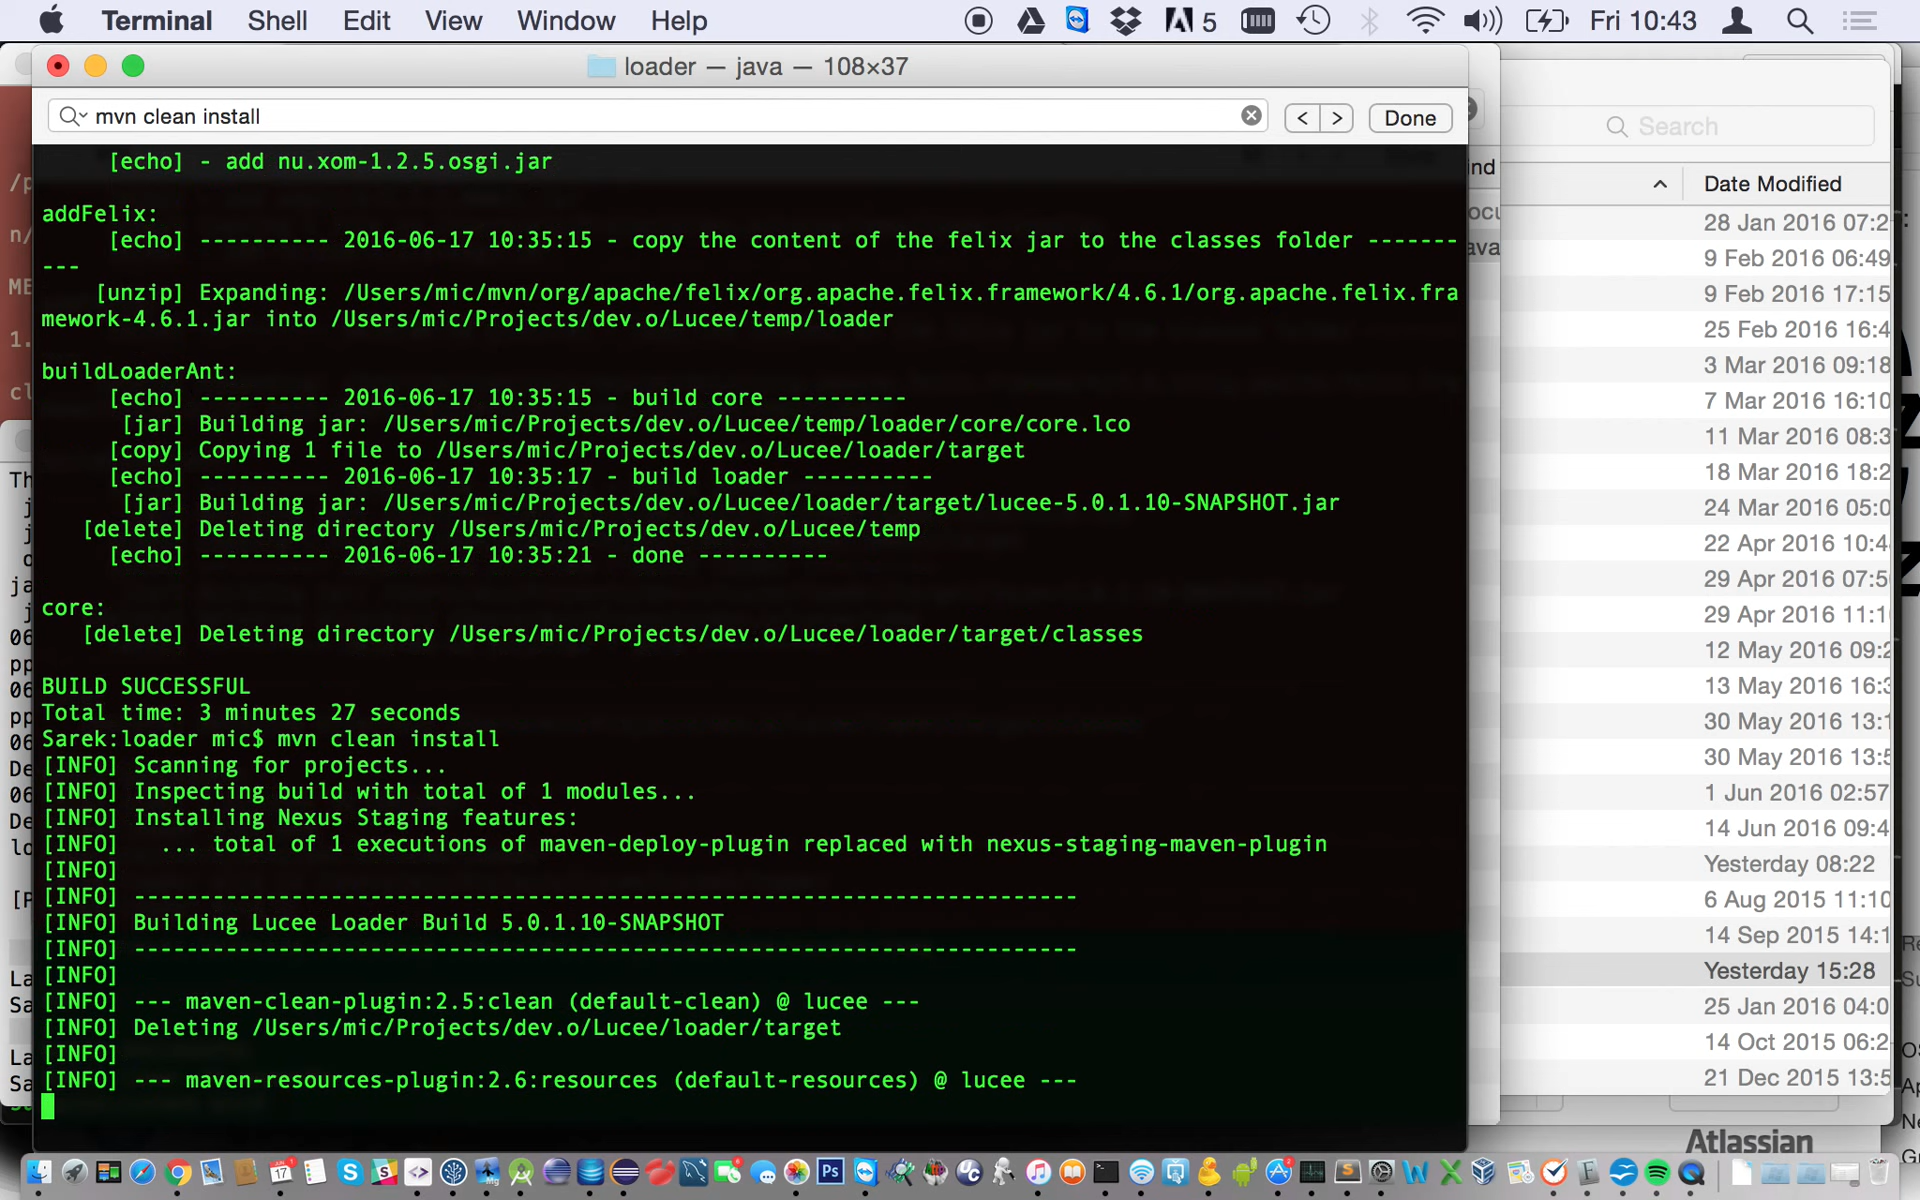 Terminal Shell Edit View Window Help 5 Fri 10:43
loader — java — 108×37
mvn clean install
< > Done
Search
[echo] - add nu.xom-1.2.5.osgi.jar
addFelix:
[echo] ---------- 2016-06-17 10:35:15 - copy the content of the felix jar to the classes folder -------
---
[unzip] Expanding: /Users/mic/mvn/org/apache/felix/org.apache.felix.framework/4.6.1/org.apache.felix.fra
mework-4.6.1.jar into /Users/mic/Projects/dev.o/Lucee/temp/loader
buildLoaderAnt:
[echo] ---------- 2016-06-17 10:35:15 - build core ----------
[jar] Building jar: /Users/mic/Projects/dev.o/Lucee/temp/loader/core/core.lco
[copy] Copying 1 file to /Users/mic/Projects/dev.o/Lucee/loader/target
[echo] ---------- 2016-06-17 10:35:17 - build loader ----------
[jar] Building jar: /Users/mic/Projects/dev.o/Lucee/loader/target/lucee-5.0.1.10-SNAPSHOT.jar
[delete] Deleting directory /Users/mic/Projects/dev.o/Lucee/temp
[echo] ---------- 2016-06-17 10:35:21 - done ----------
core:
[delete] Deleting directory /Users/mic/Projects/dev.o/Lucee/loader/target/classes
BUILD SUCCESSFUL
Total time: 3 minutes 27 seconds
Sarek:loader mic$ mvn clean install
[INFO] Scanning for projects...
[INFO] Inspecting build with total of 1 modules...
[INFO] Installing Nexus Staging features:
[INFO]   ... total of 1 executions of maven-deploy-plugin replaced with nexus-staging-maven-plugin
[INFO]
[INFO] ------------------------------------------------------------------------
[INFO] Building Lucee Loader Build 5.0.1.10-SNAPSHOT
[INFO] ------------------------------------------------------------------------
[INFO]
[INFO] --- maven-clean-plugin:2.5:clean (default-clean) @ lucee ---
[INFO] Deleting /Users/mic/Projects/dev.o/Lucee/loader/target
[INFO]
[INFO] --- maven-resources-plugin:2.6:resources (default-resources) @ lucee ---
Date Modified
28 Jan 2016 07:2
9 Feb 2016 06:49
9 Feb 2016 17:15
25 Feb 2016 16:4
3 Mar 2016 09:18
7 Mar 2016 16:10
11 Mar 2016 08:3
18 Mar 2016 18:2
24 Mar 2016 05:0
22 Apr 2016 10:4
29 Apr 2016 07:5
29 Apr 2016 11:1
12 May 2016 09:2
13 May 2016 16:3
30 May 2016 13:1
30 May 2016 13:5
1 Jun 2016 02:57
14 Jun 2016 09:4
Yesterday 08:22
6 Aug 2015 11:10
14 Sep 2015 14:1
Yesterday 15:28
25 Jan 2016 04:0
14 Oct 2015 06:2
21 Dec 2015 13:5
Atlassian